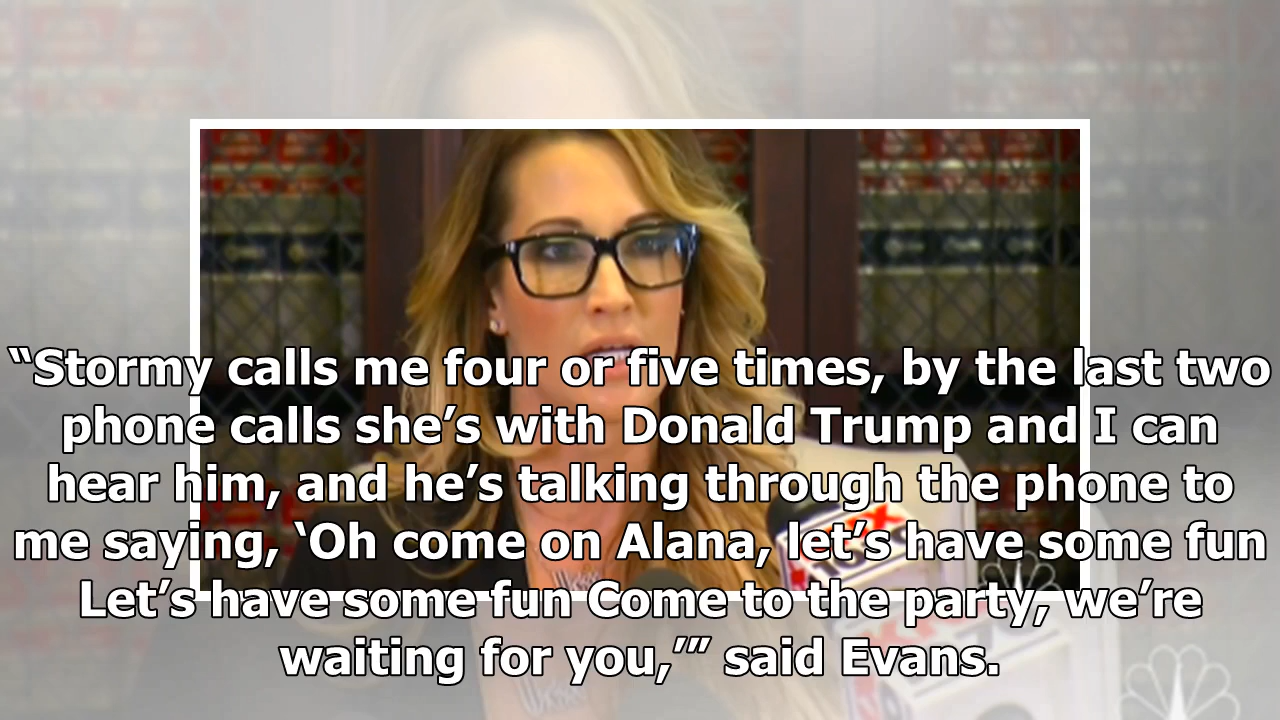 “Stormy calls me four or five times, by the last two
phone calls she’s with Donald Trump and I can
hear him, and he’s talking through the phone to
me saying, ‘Oh come on Alana, let’s have some fun
Let’s have some fun Come to the party, we’re
waiting for you,’” said Evans.